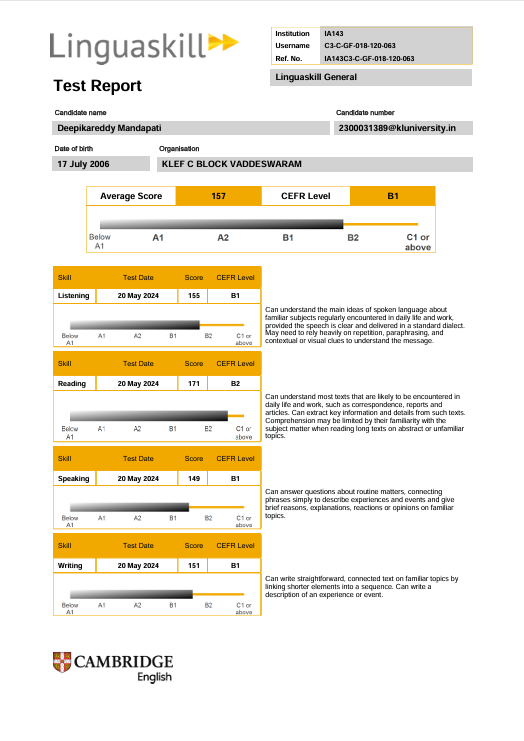 Linguaskill
Institution IA143
Username C3-C-GF-018-120-063
Ref. No. IA143C3-C-GF-018-120-063
Linguaskill General
Test Report
Candidate name Candidate number
Deepikareddy Mandapati 2300031389@kluniversity.in
Date of birth Organisation
17 July 2006 KLEF C BLOCK VADDESWARAM
Average Score 157 CEFR Level B1
Below A1 A2 B1 B2 C1 or
A1 above
Skill Test Date Score CEFR Level
Listening 20 May 2024 155 B1
Below A1 A2 B1 B2 C1 or
A1 above
Can understand the main ideas of spoken language about
familiar subjects regularly encountered in daily life and work,
provided the speech is clear and delivered in a standard dialect.
May need to rely heavily on repetition, paraphrasing, and
contextual or visual clues to understand the message.
Skill Test Date Score CEFR Level
Reading 20 May 2024 171 B2
Below A1 A2 B1 B2 C1 or
A1 above
Can understand most texts that are likely to be encountered in
daily life and work, such as correspondence, reports and
articles. Can extract key information and details from such texts.
Comprehension may be limited by their familiarity with the
subject matter when reading long texts on abstract or unfamiliar
topics.
Skill Test Date Score CEFR Level
Speaking 20 May 2024 149 B1
Below A1 A2 B1 B2 C1 or
A1 above
Can answer questions about routine matters, connecting
phrases simply to describe experiences and events and give
brief reasons, explanations, reactions or opinions on familiar
topics.
Skill Test Date Score CEFR Level
Writing 20 May 2024 151 B1
Below A1 A2 B1 B2 C1 or
A1 above
Can write straightforward, connected text on familiar topics by
linking shorter elements into a sequence. Can write a
description of an experience or event.
CAMBRIDGE
English